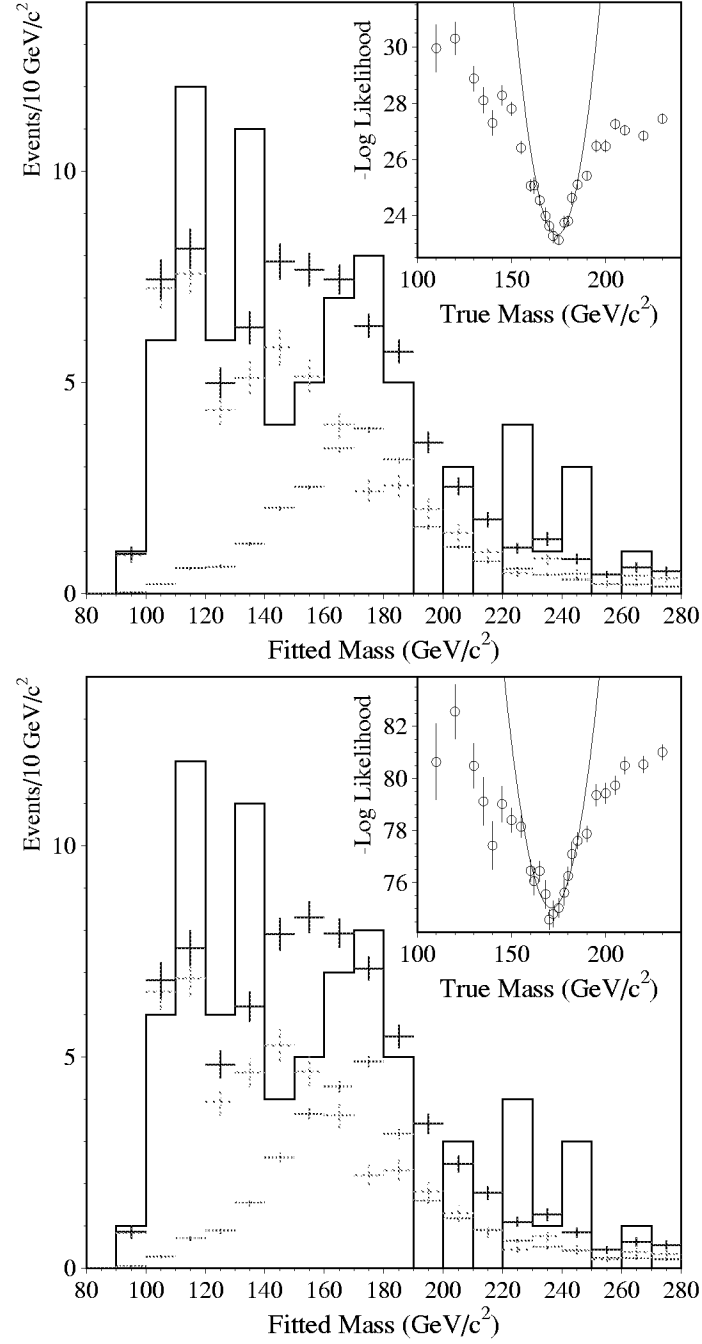 Events/10 GeV/c²
10
5
0
80 100 120 140 160 180 200 220 240 260 280
Fitted Mass (GeV/c²)
-Log Likelihood
30
28
26
24
100 150 200
True Mass (GeV/c²)
Events/10 GeV/c²
10
5
0
80 100 120 140 160 180 200 220 240 260 280
Fitted Mass (GeV/c²)
-Log Likelihood
82
80
78
76
100 150 200
True Mass (GeV/c²)